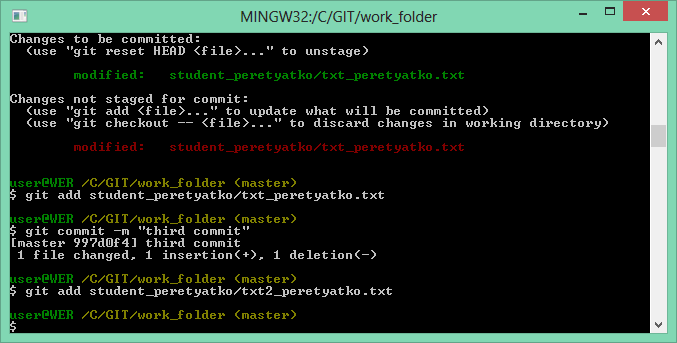 MINGW32:/C/GIT/work_folder
Changes to be committed:
  (use "git reset HEAD <file>..." to unstage)
        modified:   student_peretyatko/txt_peretyatko.txt
Changes not staged for commit:
  (use "git add <file>..." to update what will be committed)
  (use "git checkout -- <file>..." to discard changes in working directory)
        modified:   student_peretyatko/txt_peretyatko.txt
user@WER /C/GIT/work_folder (master)
$ git add student_peretyatko/txt_peretyatko.txt
user@WER /C/GIT/work_folder (master)
$ git commit -m "third commit"
[master 997d0f4] third commit
 1 file changed, 1 insertion(+), 1 deletion(-)
user@WER /C/GIT/work_folder (master)
$ git add student_peretyatko/txt2_peretyatko.txt
user@WER /C/GIT/work_folder (master)
$